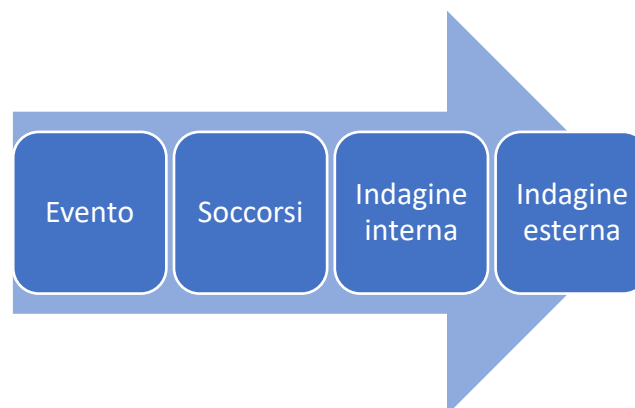 Evento
Soccorsi
Indagine
interna
Indagine
esterna